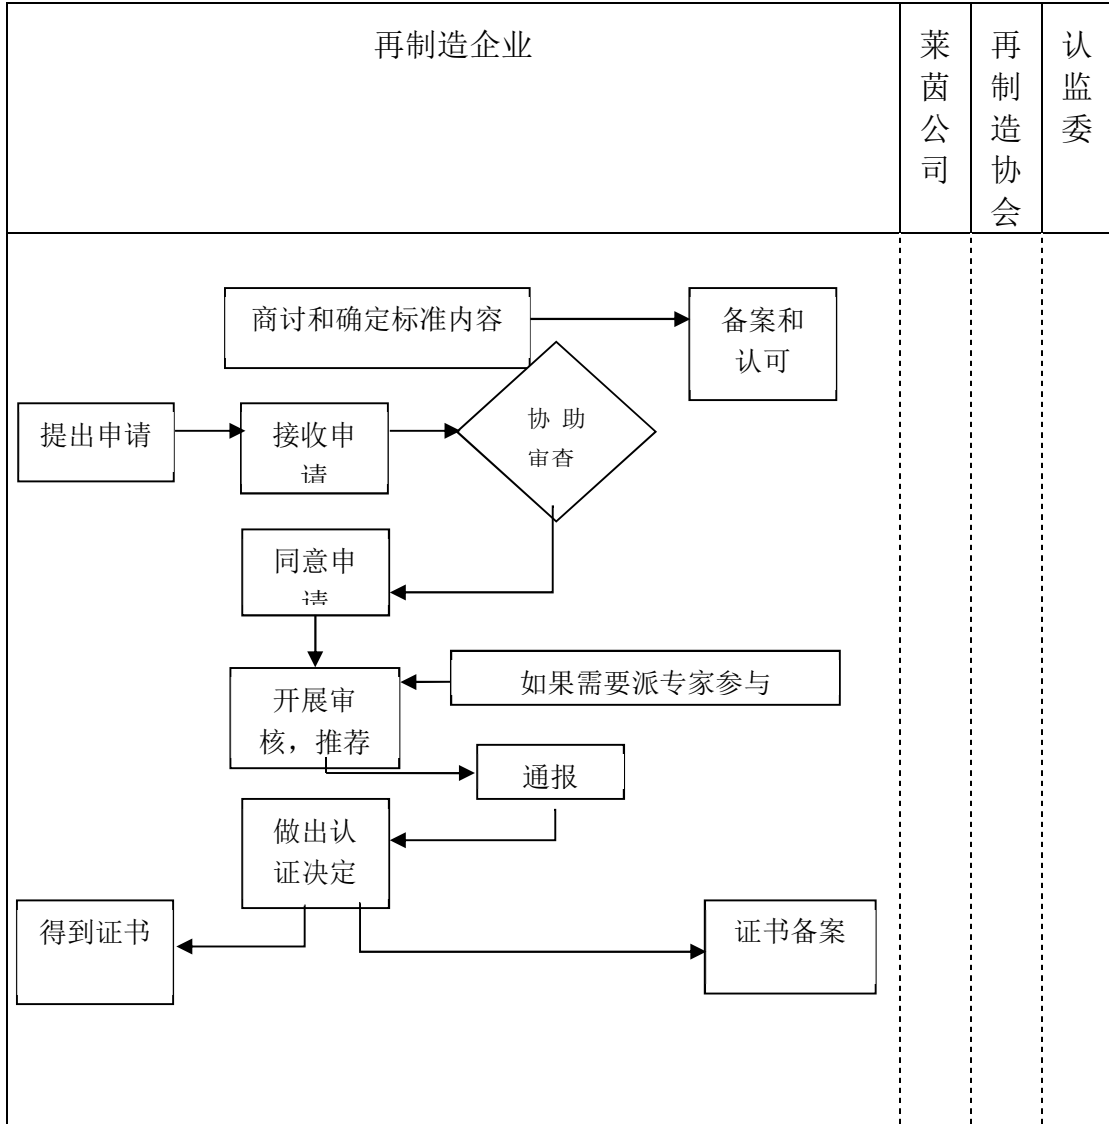 再制造企业
莱
茵
公
司
再
制
造
协
会
认
监
委
商讨和确定标准内容
备案和
认可
提出申请
接收申
请
协 助
审查
同意申
请
开展审
核，推荐
如果需要派专家参与
通报
做出认
证决定
得到证书
证书备案